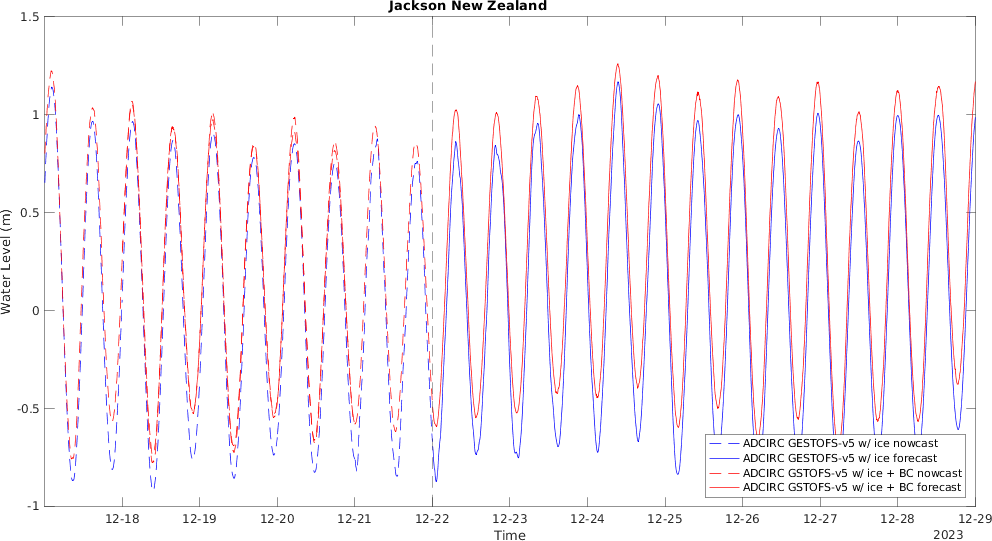 Jackson New Zealand
1.5
1
0.5
0
-0.5
-1
Water Level (m)
12-18
12-19
12-20
12-21
12-22
12-23
12-24
12-25
12-26
12-27
12-28
12-29
Time
2023
ADCIRC GESTOFS-v5 w/ ice nowcast
ADCIRC GESTOFS-v5 w/ ice forecast
ADCIRC GSTOFS-v5 w/ ice + BC nowcast
ADCIRC GSTOFS-v5 w/ ice + BC forecast